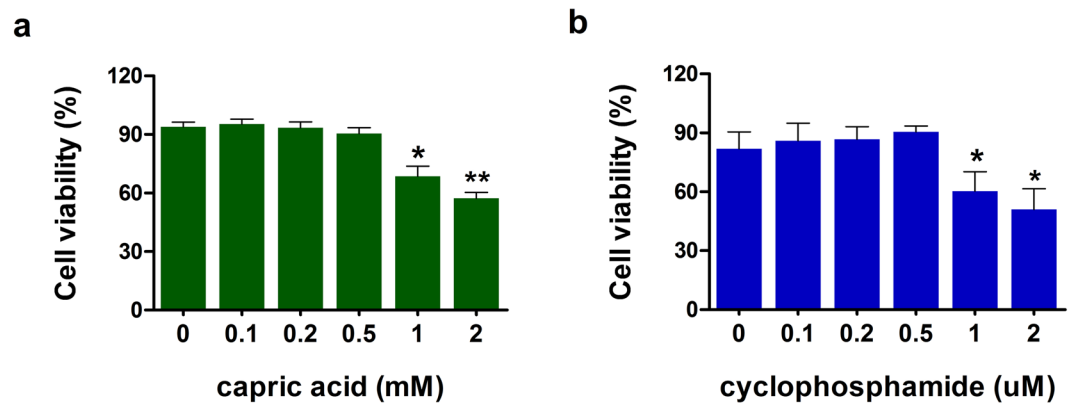 a
Cell viability (%)
120
90
60
30
0
*
**
0 0.1 0.2 0.5 1 2
capric acid (mM)
b
Cell viability (%)
120
90
60
30
0
*
*
0 0.1 0.2 0.5 1 2
cyclophosphamide (uM)